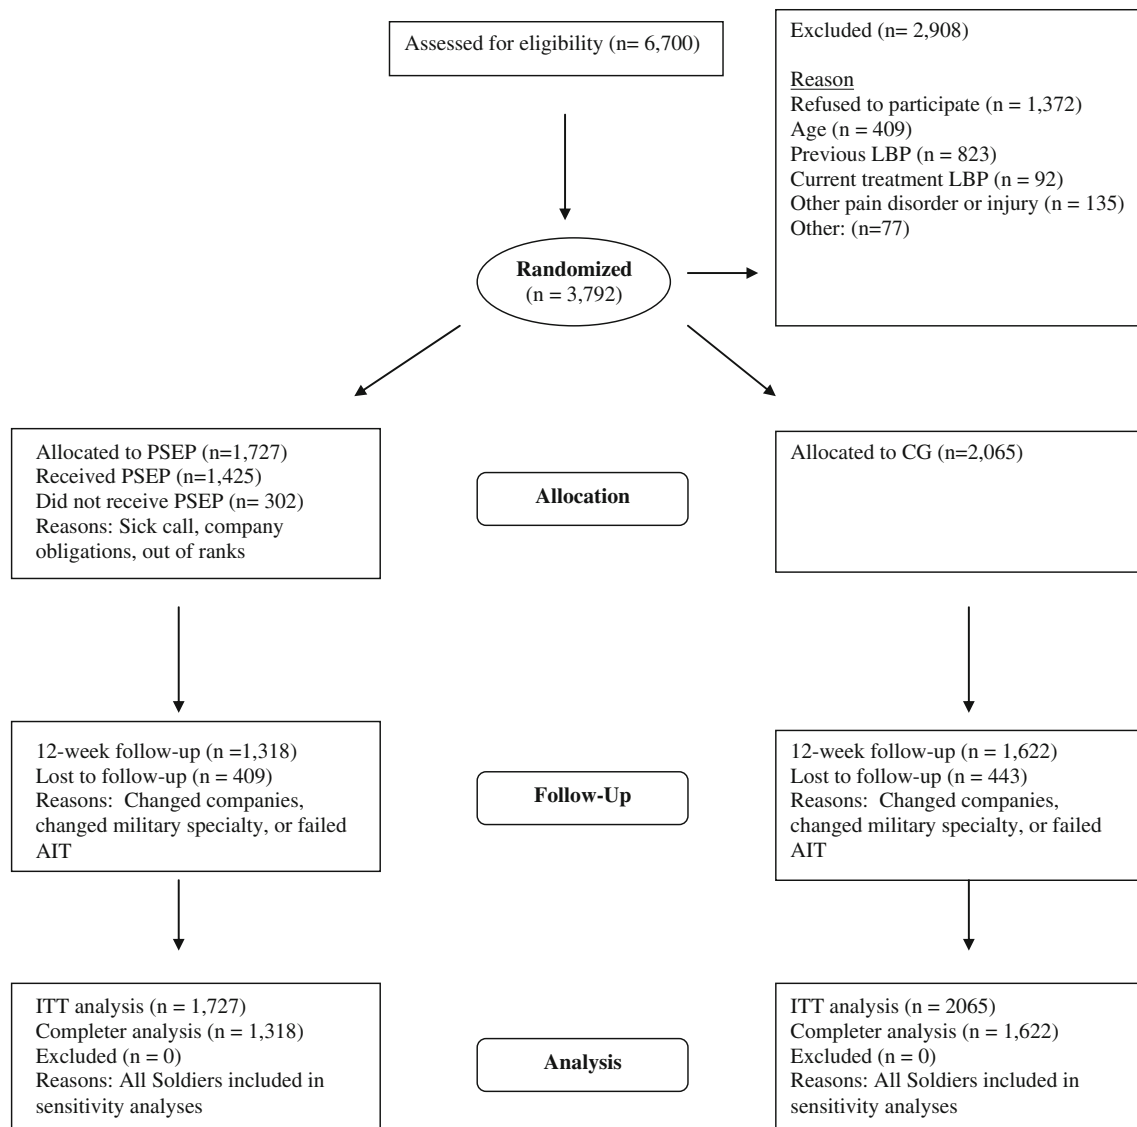 Assessed for eligibility (n= 6,700)
Excluded (n= 2,908)
Reason
Refused to participate (n = 1,372)
Age (n = 409)
Previous LBP (n = 823)
Current treatment LBP (n = 92)
Other pain disorder or injury (n = 135)
Other: (n=77)
Randomized
(n = 3,792)
Allocated to PSEP (n=1,727)
Received PSEP (n=1,425)
Did not receive PSEP (n= 302)
Reasons: Sick call, company
obligations, out of ranks
Allocation
Allocated to CG (n=2,065)
12-week follow-up (n =1,318)
Lost to follow-up (n = 409)
Reasons:  Changed companies,
changed military specialty, or failed
AIT
Follow-Up
12-week follow-up (n = 1,622)
Lost to follow-up (n = 443)
Reasons:  Changed companies,
changed military specialty, or failed
AIT
ITT analysis (n = 1,727)
Completer analysis (n = 1,318)
Excluded (n = 0)
Reasons: All Soldiers included in
sensitivity analyses
Analysis
ITT analysis (n = 2065)
Completer analysis (n = 1,622)
Excluded (n = 0)
Reasons: All Soldiers included in
sensitivity analyses